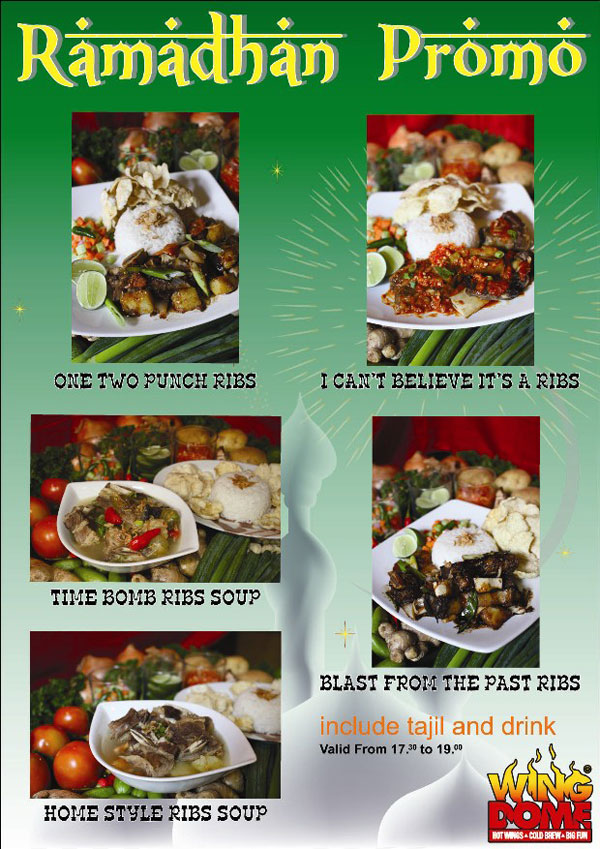 Ramadhan Promo
ONE TWO PUNCH RIBS
I CAN'T BELIEVE IT'S A RIBS
TIME BOMB RIBS SOUP
BLAST FROM THE PAST RIBS
include tajil and drink
Valid From 17.30 to 19.00
HOME STYLE RIBS SOUP
WING
DOME
HOT WINGS • COLD BREW • BIG FUN